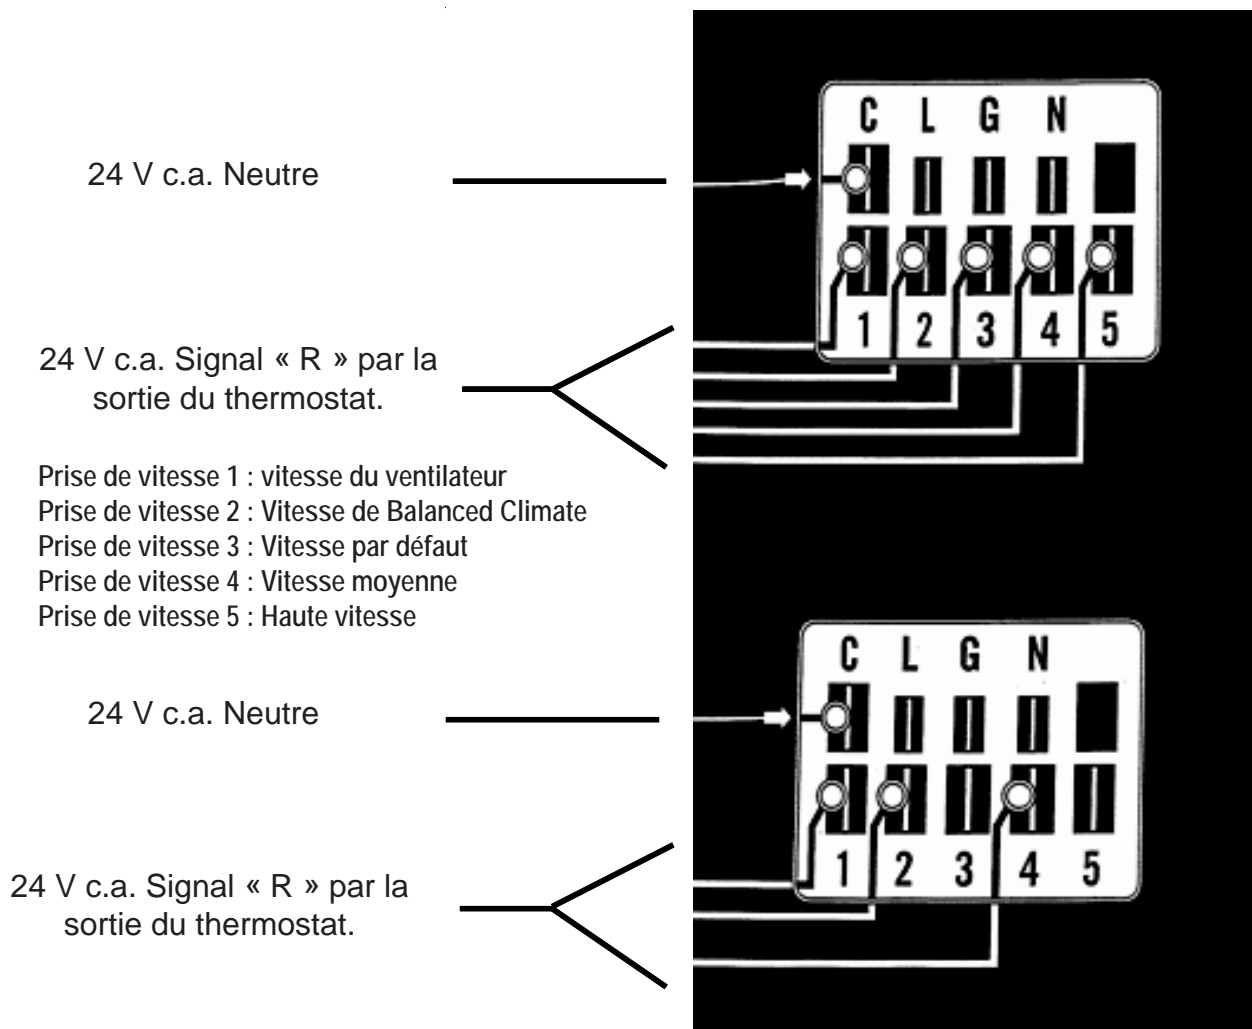 C L G N
24 V c.a. Neutre
1 2 3 4 5
24 V c.a. Signal « R » par la
sortie du thermostat.
Prise de vitesse 1 : vitesse du ventilateur
Prise de vitesse 2 : Vitesse de Balanced Climate
Prise de vitesse 3 : Vitesse par défaut
Prise de vitesse 4 : Vitesse moyenne
Prise de vitesse 5 : Haute vitesse
C L G N
24 V c.a. Neutre
1 2 3 4 5
24 V c.a. Signal « R » par la
sortie du thermostat.